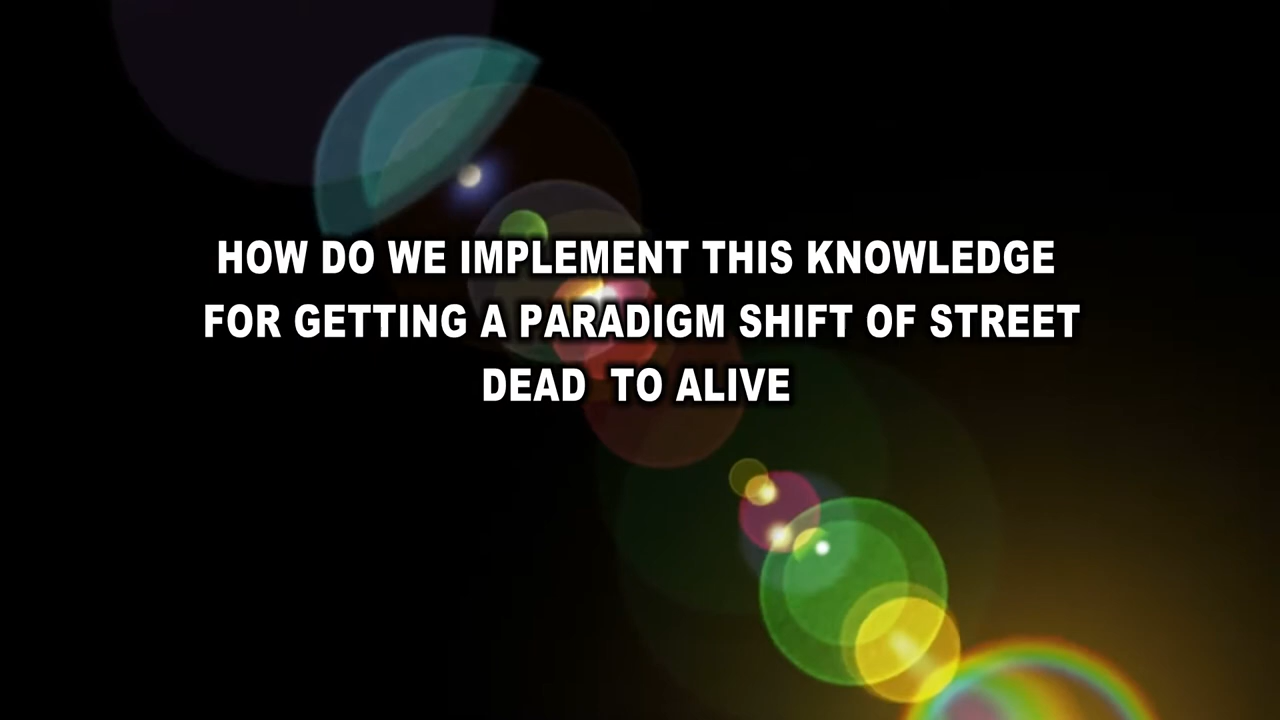 HOW DO WE IMPLEMENT THIS KNOWLEDGE
FOR GETTING A PARADIGM SHIFT OF STREET
DEAD TO ALIVE